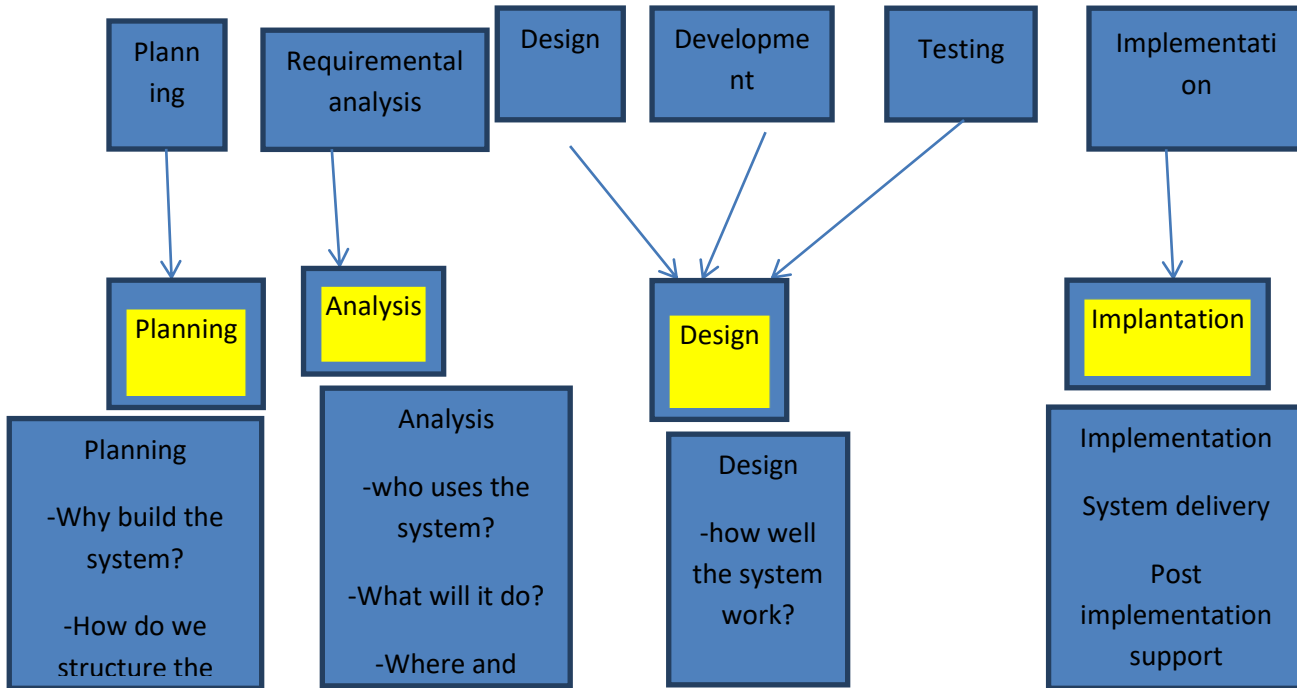 Plann
ing
Requiremental
analysis
Design
Developme
nt
Testing
Implementati
on
Planning
Analysis
Design
Implantation
Planning
-Why build the
system?
-How do we
structure the
Analysis
-who uses the
system?
-What will it do?
-Where and
Design
-how well
the system
work?
Implementation
System delivery
Post
implementation
support